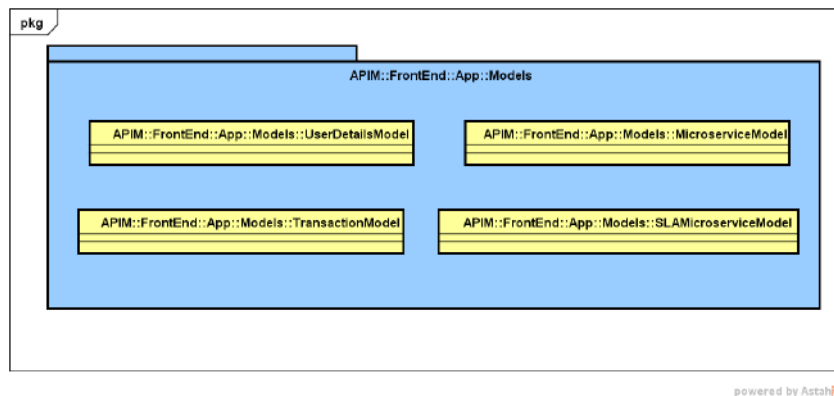 pkg
APIM::FrontEnd::App::Models
APIM::FrontEnd::App::Models::UserDetailsModel
APIM::FrontEnd::App::Models::MicroserviceModel
APIM::FrontEnd::App::Models::TransactionModel
APIM::FrontEnd::App::Models::SLAMicroserviceModel
powered by Astah